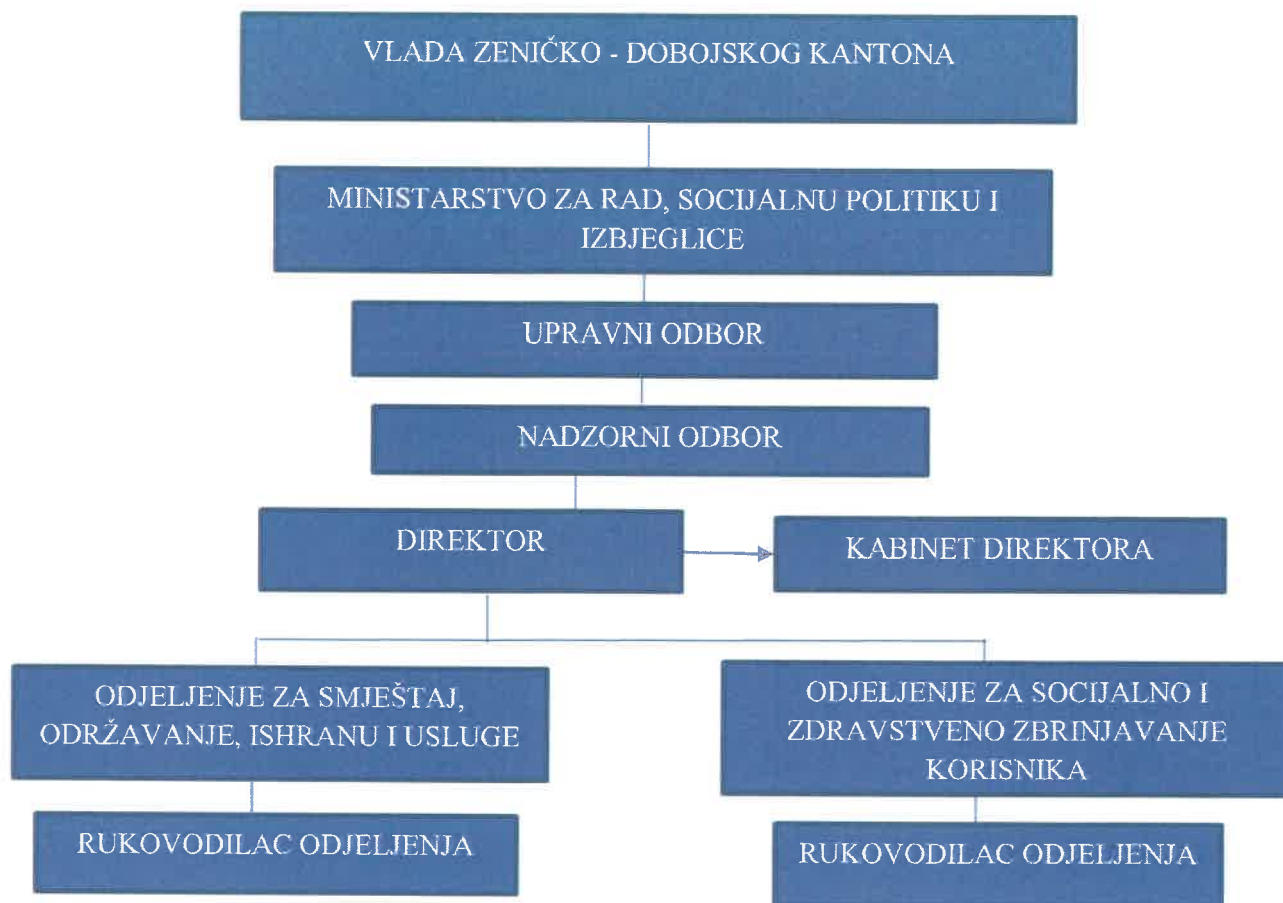 VLADA ZENIČKO - DOBOJSKOG KANTONA
MINISTARSTVO ZA RAD, SOCIJALNU POLITIKU I
IZBJEGLICE
UPRAVNI ODBOR
NADZORNI ODBOR
DIREKTOR
KABINET DIREKTORA
ODJELJENJE ZA SMJEŠTAJ,
ODRŽAVANJE, ISHRANU I USLUGE
RUKOVODILAC ODJELJENJA
ODJELJENJE ZA SOCIJALNO I
ZDRAVSTVENO ZBRINJAVANJE
KORISNIKA
RUKOVODILAC ODJELJENJA